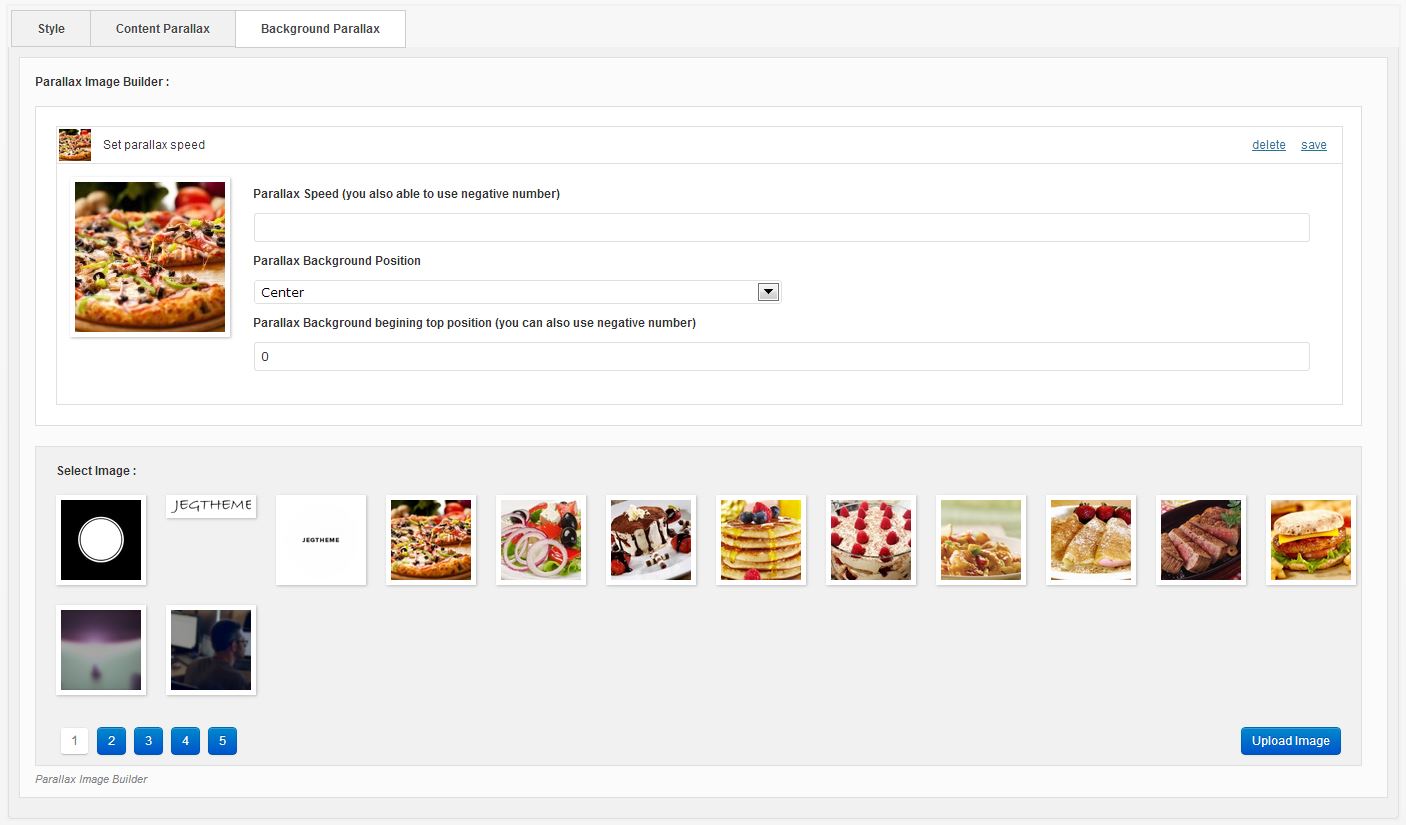 Style Content Parallax Background Parallax
Parallax Image Builder :
Set parallax speed delete save
Parallax Speed (you also able to use negative number)
Parallax Background Position
Center
Parallax Background begining top position (you can also use negative number)
0
Select Image :
JEGTHEME
JEGTHEME
1 2 3 4 5 Upload Image
Parallax Image Builder